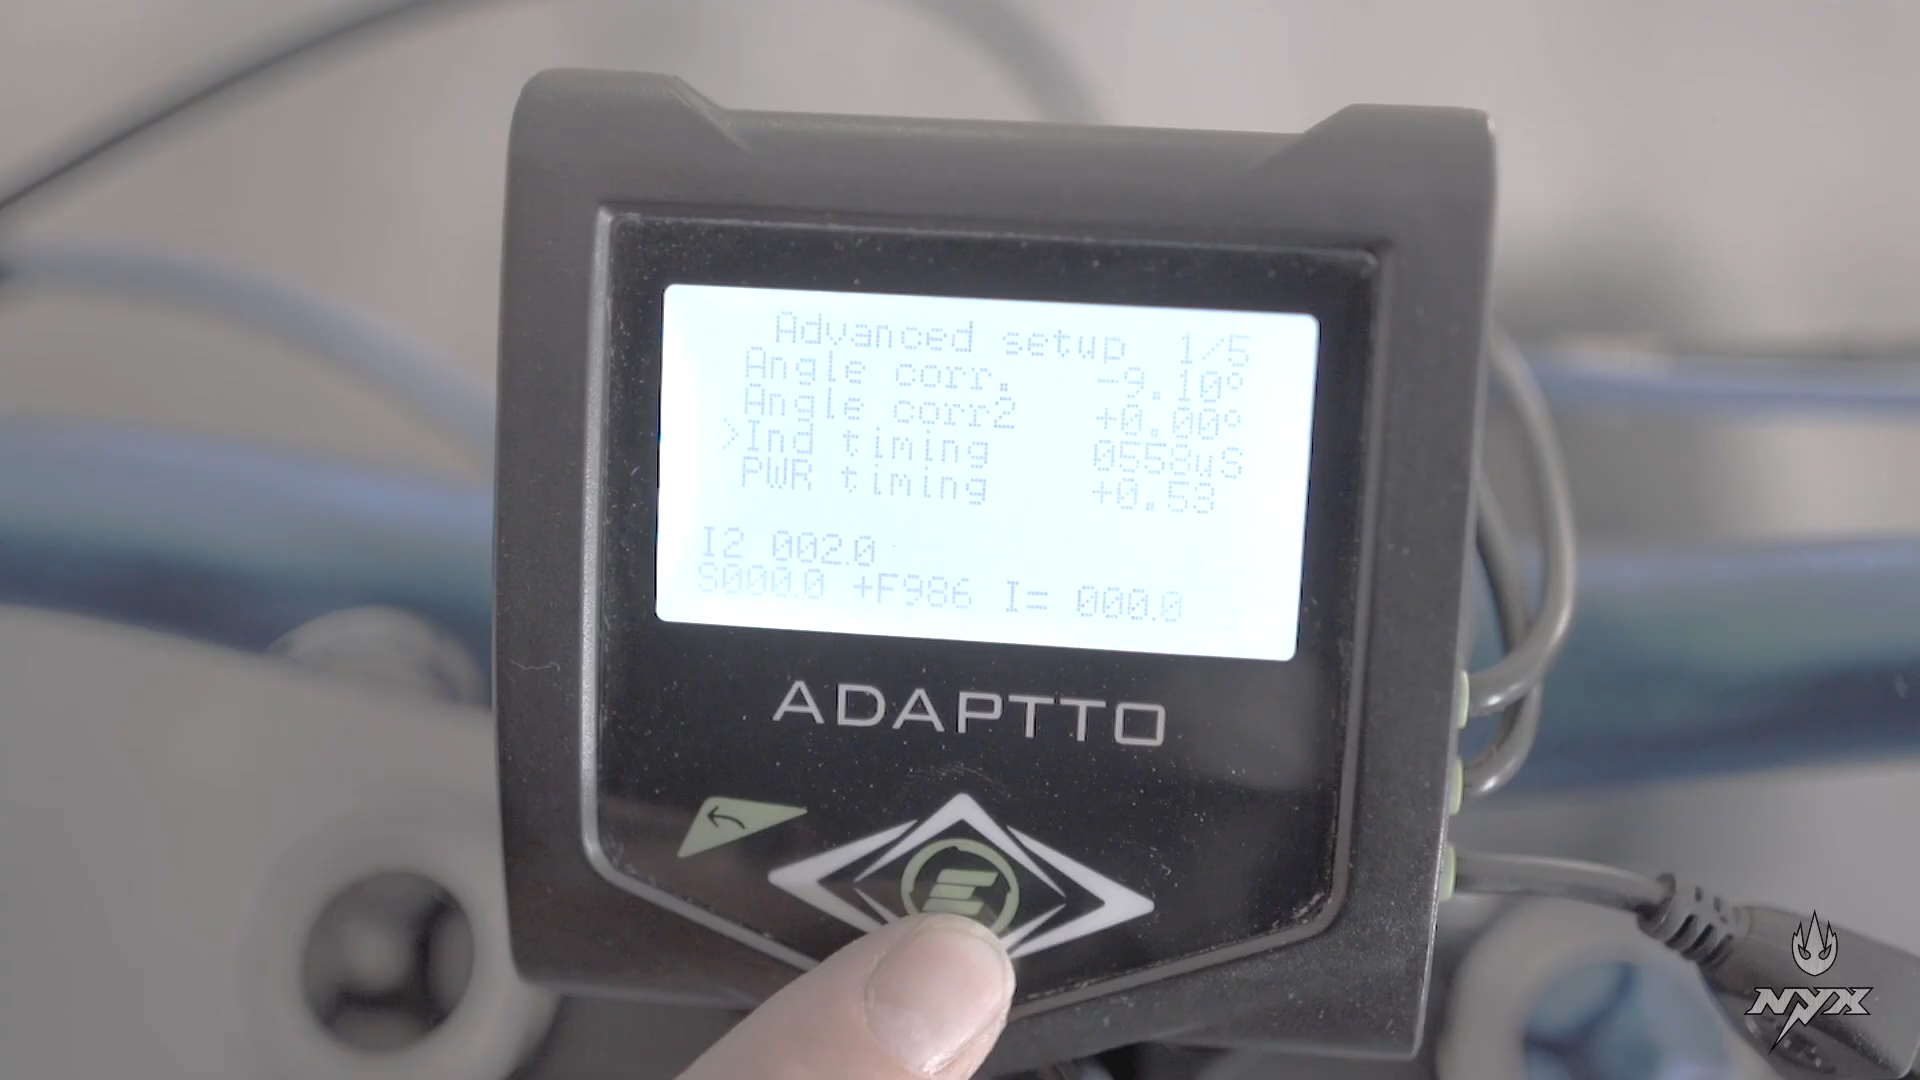 Advanced setup 1/5
Angle corr. -9.10°
Angle corr2 +0.00°
>Ind timing 0558uS
PWR timing +0.53
I2 002.0
S000.0 +F986 I= 000.0
ADAPTTO
NYX